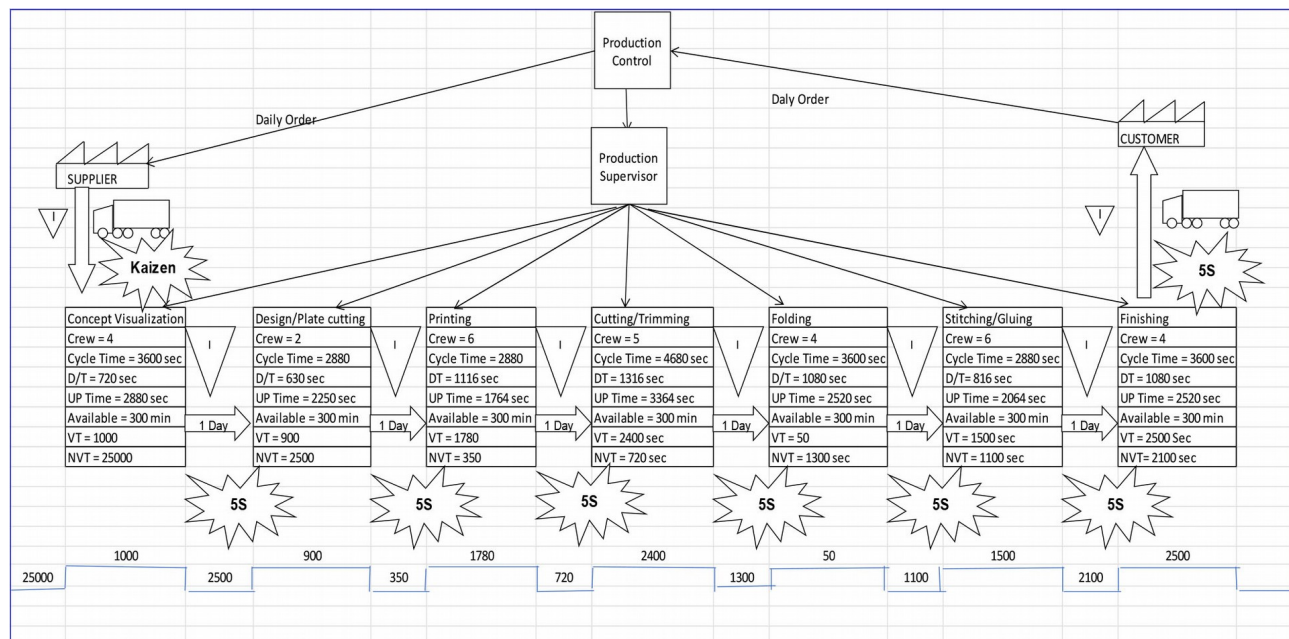 Production
Control
Daily Order
Daly Order
CUSTOMER
SUPPLIER
Production
Supervisor
I
I
Kaizen
5S
Concept Visualization
Crew = 4
Cycle Time = 3600 sec
D/T = 720 sec
UP Time = 2880 sec
Available = 300 min
VT = 1000
NVT = 25000
I
1 Day
Design/Plate cutting
Crew = 2
Cycle Time = 2880
D/T = 630 sec
UP Time = 2250 sec
Available = 300 min
VT = 900
NVT = 2500
I
1 Day
Printing
Crew = 6
Cycle Time = 2880
DT = 1116 sec
UP Time = 1764 sec
Available = 300 min
VT = 1780
NVT = 350
I
1 Day
Cutting/Trimming
Crew = 5
Cycle Time = 4680 sec
DT = 1316 sec
UP Time = 3364 sec
Available = 300 min
VT = 2400 sec
NVT = 720 sec
I
1 Day
Folding
Crew = 4
Cycle Time = 3600 sec
D/T = 1080 sec
UP Time = 2520 sec
Available = 300 min
VT = 50
NVT = 1300 sec
I
1 Day
Stitching/Gluing
Crew = 6
Cycle Time = 2880 sec
D/T= 816 sec
UP Time = 2064 sec
Available = 300 min
VT = 1500 sec
NVT = 1100 sec
I
1 Day
Finishing
Crew = 4
Cycle Time = 3600 sec
DT = 1080 sec
UP Time = 2520 sec
Available = 300 min
VT = 2500 Sec
NVT= 2100 sec
5S
5S
5S
5S
5S
5S
1000 900 1780 2400 50 1500 2500
25000 2500 350 720 1300 1100 2100